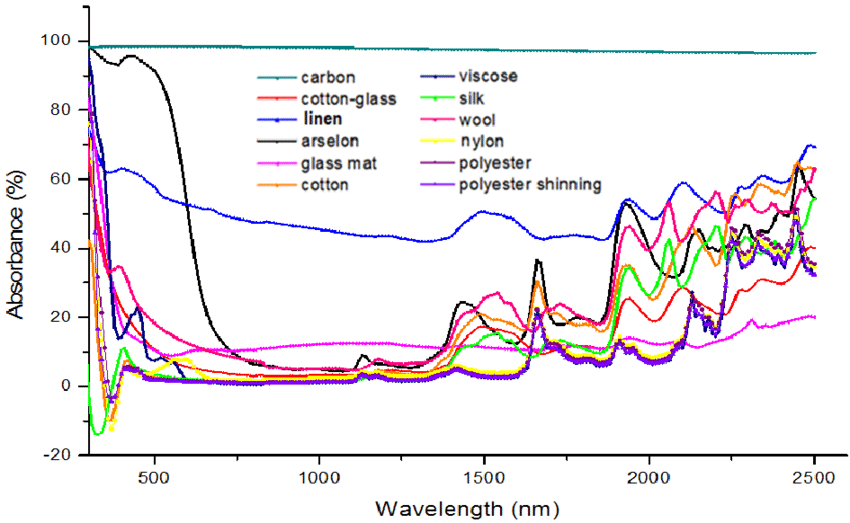 100
80
60
40
20
0
-20
Absorbance (%)
carbon
cotton-glass
linen
arselon
glass mat
cotton
viscose
silk
wool
nylon
polyester
polyester shinning
500
1000
1500
2000
2500
Wavelength (nm)